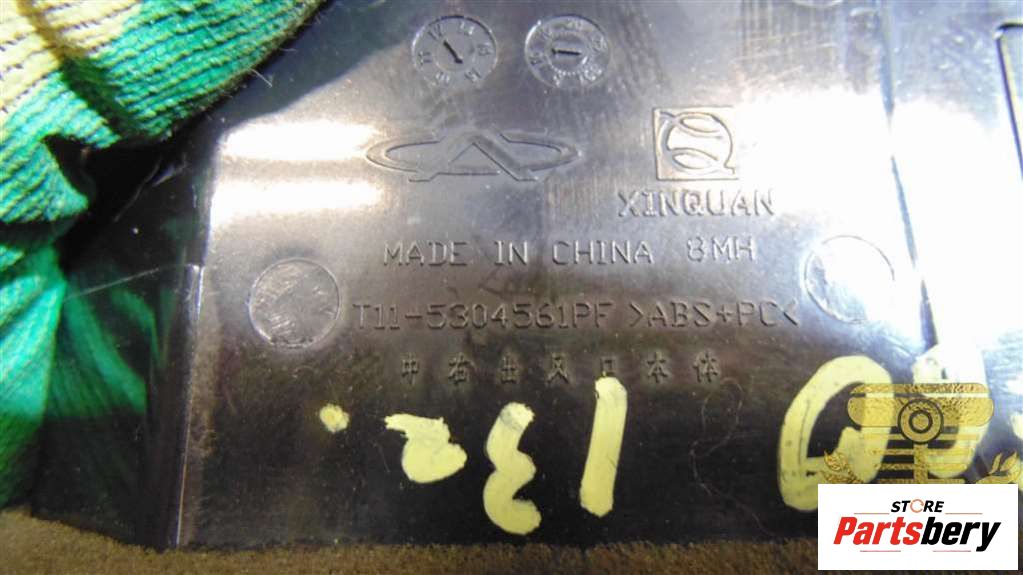 XINQUAN
MADE IN CHINA 8MH
T11-5304561PF >ABS+PC<
中右出风口本体
STORE
Partsbery